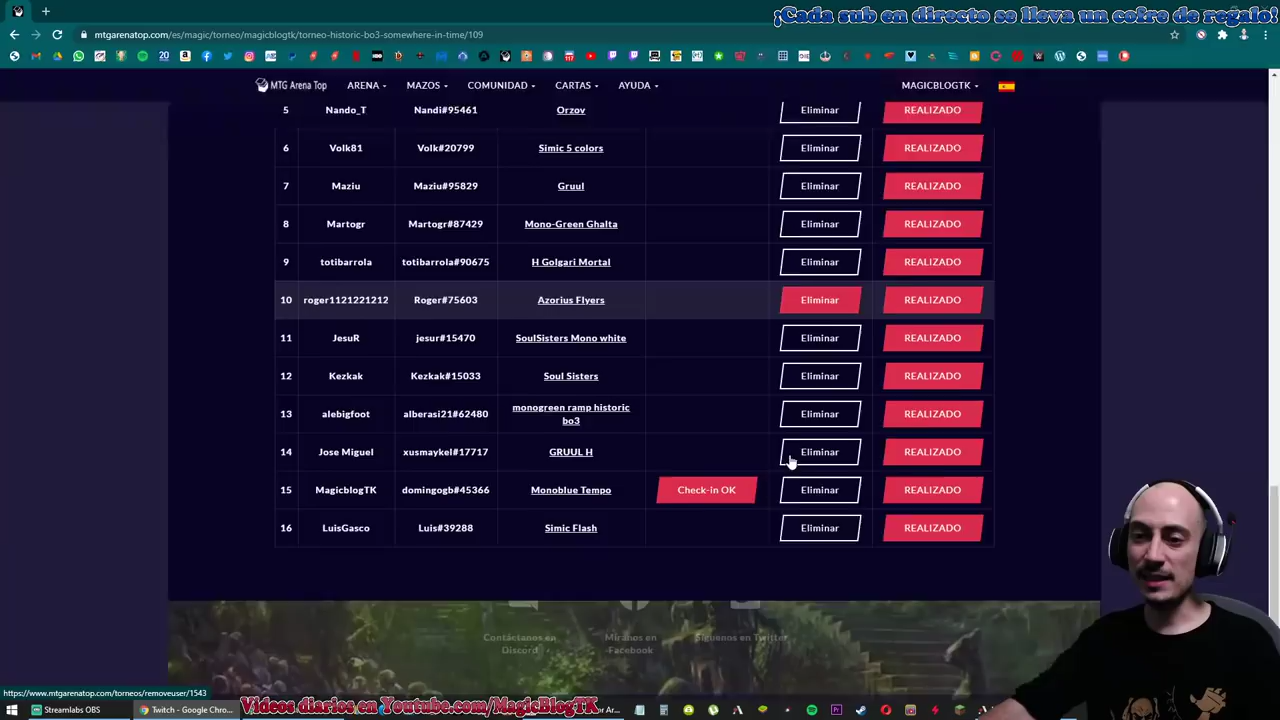 ¡Cada sub en directo se lleva un cofre de regalo!
mtgarenatop.com/es/magic/torneo/magicblogtk/torneo-historic-bo3-somewhere-in-time/109
MTG Arena Top ARENA MAZOS COMUNIDAD CARTAS AYUDA MAGICBLOGTK
5 Nando_T Nandi#95461 Orzov Eliminar REALIZADO
6 Volk81 Volk#20799 Simic 5 colors Eliminar REALIZADO
7 Maziu Maziu#95829 Gruul Eliminar REALIZADO
8 Martogr Martogr#87429 Mono-Green Ghalta Eliminar REALIZADO
9 totibarrola totibarrola#90675 H Golgari Mortal Eliminar REALIZADO
10 roger1121221212 Roger#75603 Azorius Flyers Eliminar REALIZADO
11 JesuR jesur#15470 SoulSisters Mono white Eliminar REALIZADO
12 Kezkak Kezkak#15033 Soul Sisters Eliminar REALIZADO
13 alebigfoot alberasi21#62480 monogreen ramp historic bo3 Eliminar REALIZADO
14 Jose Miguel xusmaykel#17717 GRUUL H Eliminar REALIZADO
15 MagicblogTK domingogb#45366 Monoblue Tempo Check-in OK Eliminar REALIZADO
16 LuisGasco Luis#39288 Simic Flash Eliminar REALIZADO
Contáctanos en Discord
Míranos en Facebook
Síguenos en Twitter
https://www.mtgarenatop.com/torneos/removeuser/1543
Streamlabs OBS
Twitch - Google Chro...
Videos diarios en Youtube.com/MagicBlogTK